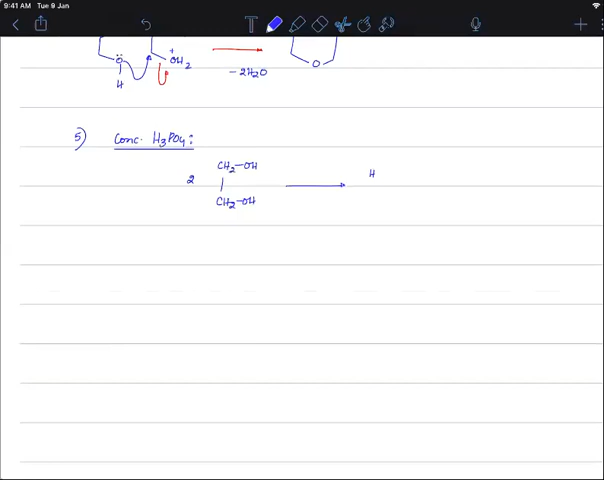 9:41 AM Tue 9 Jan
T
Ö +
OH2
H
-2H2O
O
5) Conc. H3PO4:
2 CH2-OH H
CH2-OH